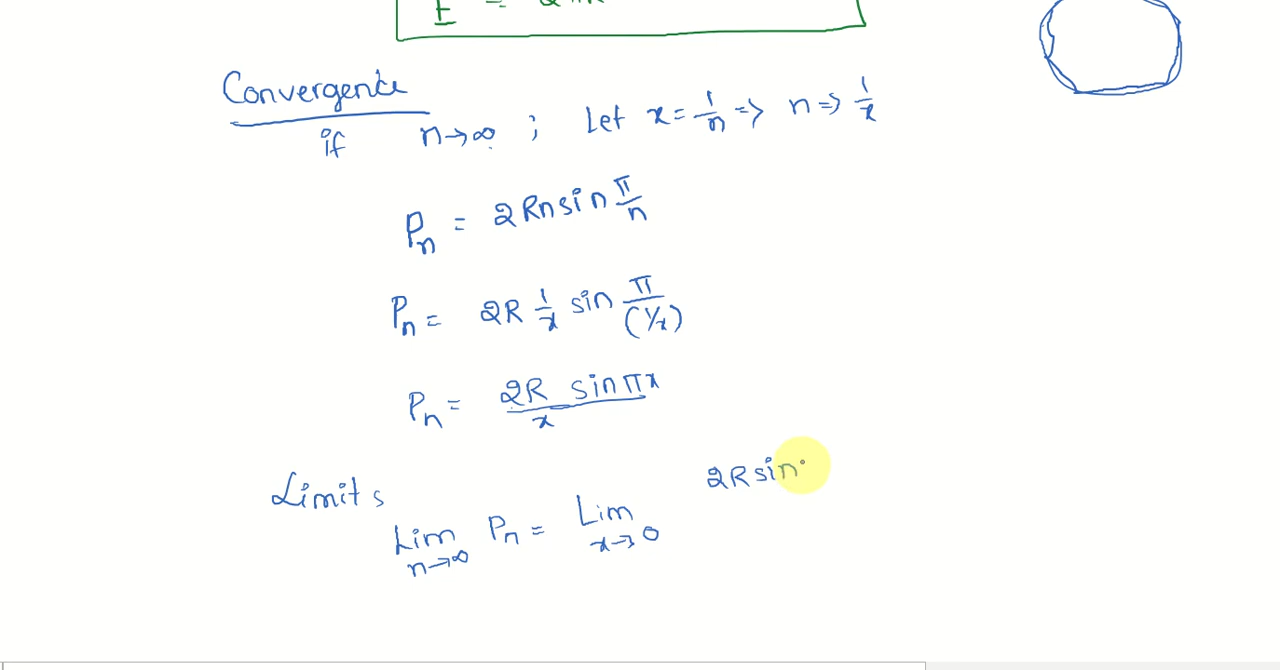 Convergence
if n→∞ ; Let x = 1/n => n => 1/x
Pn = 2Rn sin π/n
Pn = 2R 1/x sin π/(1/x)
Pn = 2R sin πx / x
Limits
Lim n→∞ Pn = Lim x→0 2R sin